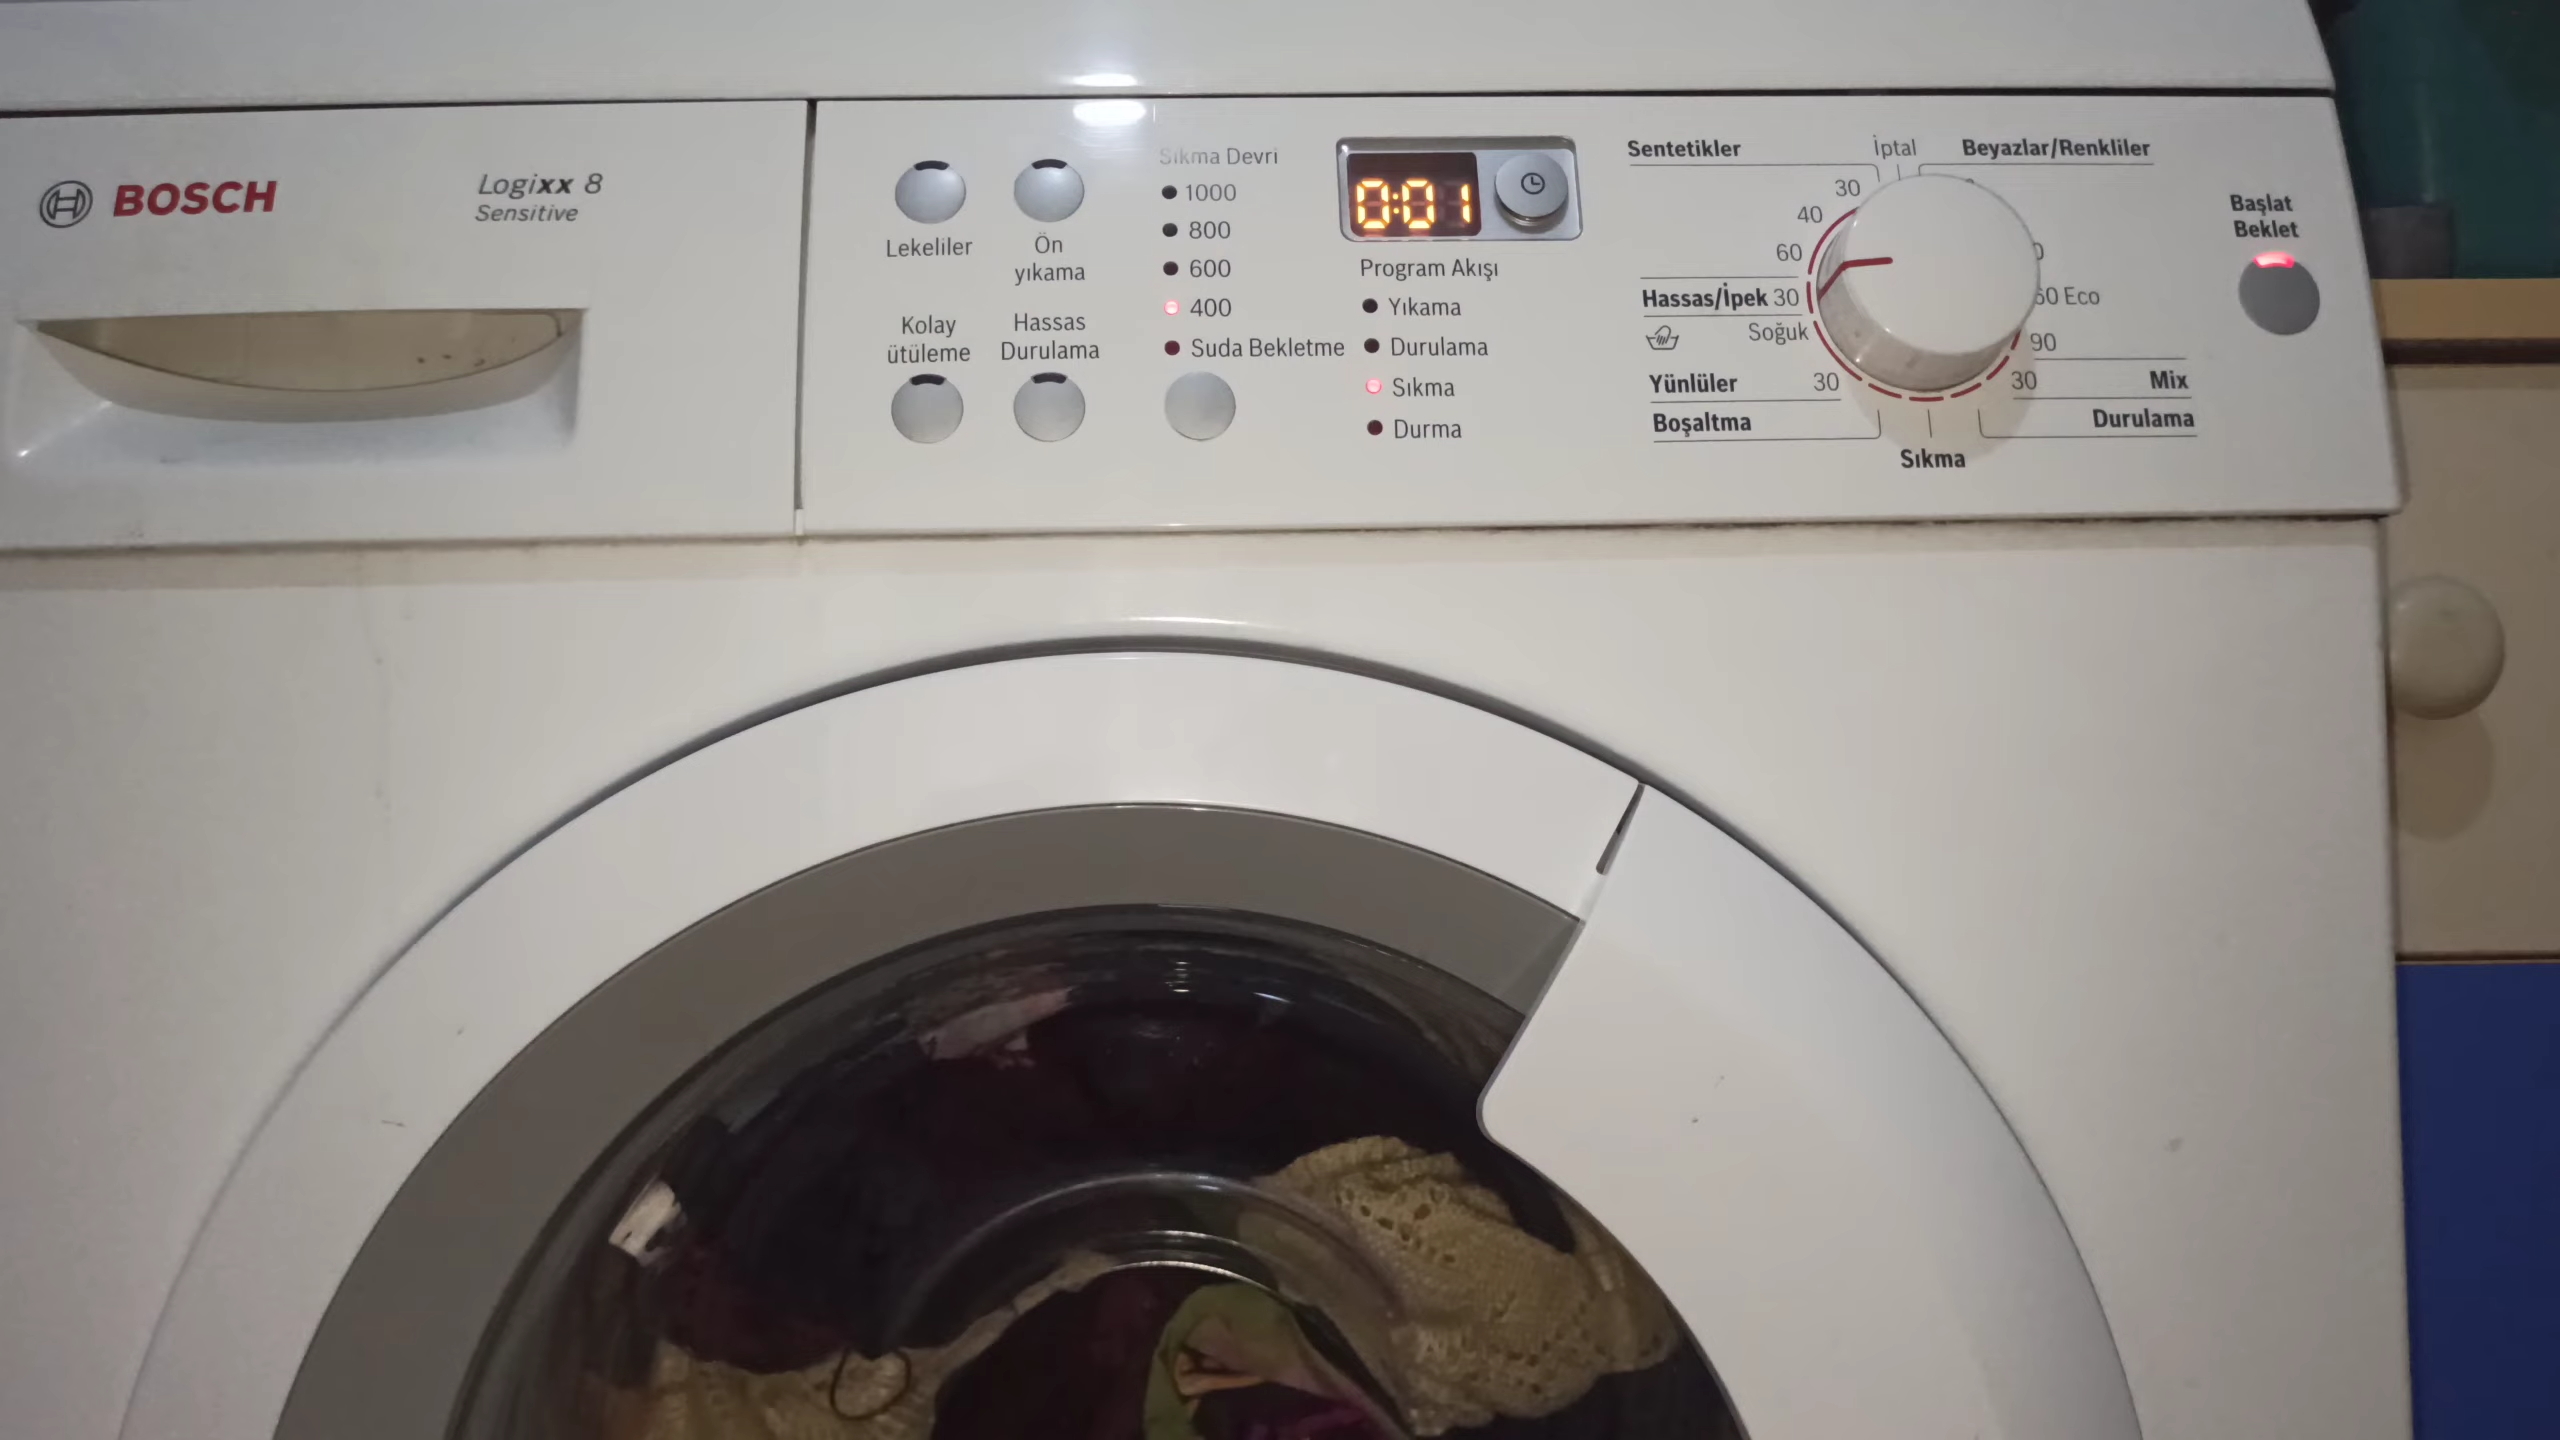 BOSCH
Logixx 8
Sensitive
Lekeliler
Ön
yıkama
Kolay
ütüleme
Hassas
Durulama
Sıkma Devri
1000
800
600
400
Suda Bekletme
0:01
Program Akışı
Yıkama
Durulama
Sıkma
Durma
Sentetikler
İptal
Beyazlar/Renkliler
30
40
60
Hassas/İpek 30
Soğuk
Yünlüler 30
Boşaltma
Sıkma
Eco
90
30 Mix
Durulama
Başlat
Beklet